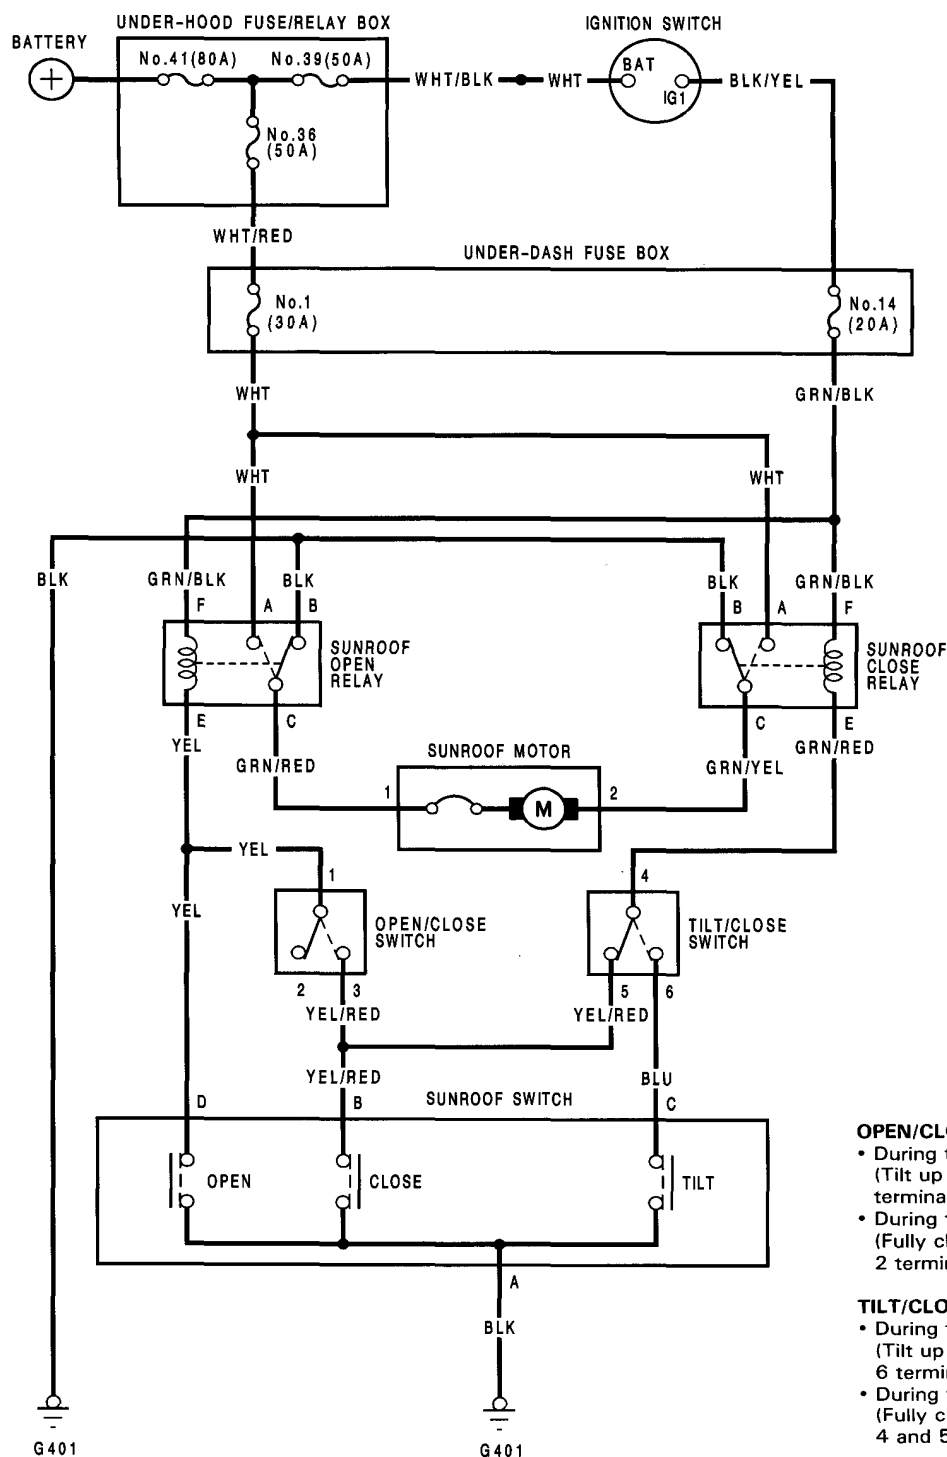 UNDER-HOOD FUSE/RELAY BOX
IGNITION SWITCH
BATTERY
No.41(80A)
No.39(50A)
WHT/BLK
WHT
BAT
IG1
BLK/YEL
No.36
(50A)
WHT/RED
UNDER-DASH FUSE BOX
No.1
(30A)
No.14
(20A)
WHT
GRN/BLK
WHT
WHT
BLK
GRN/BLK
BLK
BLK
GRN/BLK
F
A
B
B
A
F
SUNROOF
OPEN
RELAY
SUNROOF
CLOSE
RELAY
E
C
C
E
YEL
GRN/RED
SUNROOF MOTOR
GRN/YEL
GRN/RED
1
M
2
YEL
1
4
YEL
OPEN/CLOSE
SWITCH
TILT/CLOSE
SWITCH
2
3
5
6
YEL/RED
YEL/RED
YEL/RED
BLU
D
B
SUNROOF SWITCH
C
OPEN
CLOSE
TILT
A
BLK
G401
G401
OPEN/CL
• During
(Tilt up
termina
• During
(Fully c
2 termi
TILT/CLO
• During
(Tilt up
6 termi
• During
(Fully c
4 and 5